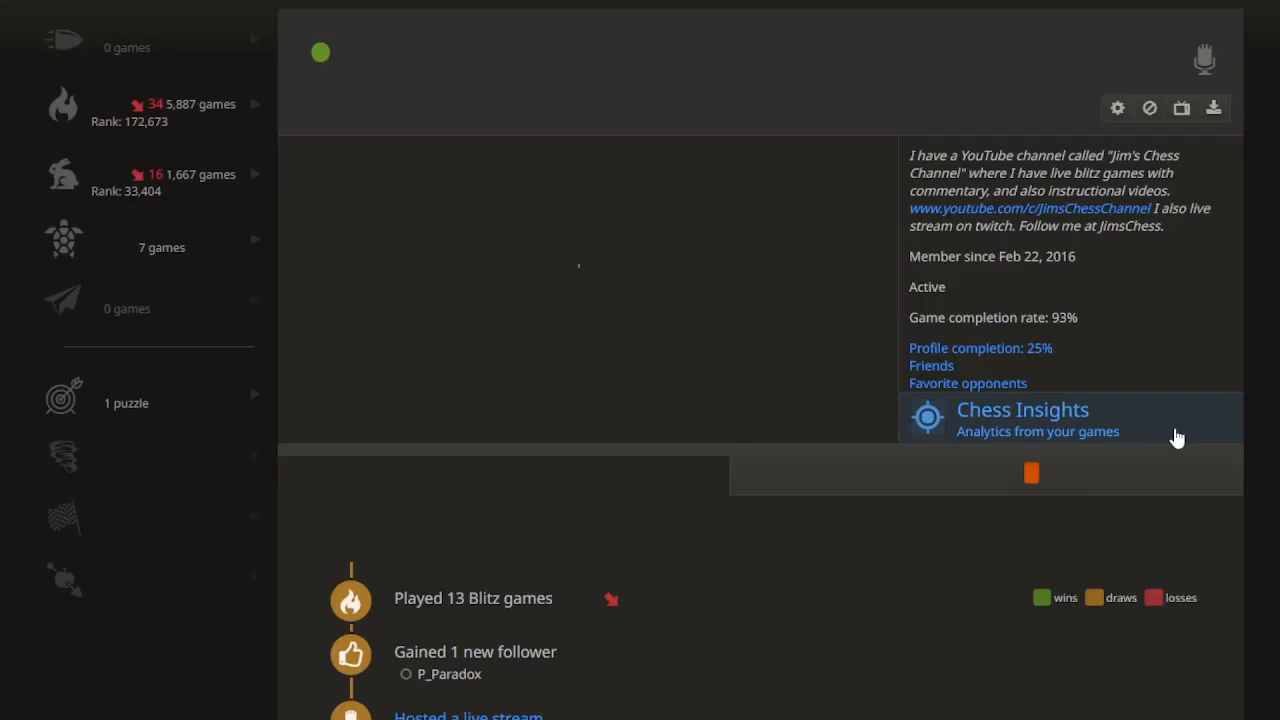 0 games
34 5,887 games
Rank: 172,673
16 1,667 games
Rank: 33,404
7 games
0 games
1 puzzle
I have a YouTube channel called "Jim's Chess
Channel" where I have live blitz games with
commentary, and also instructional videos.
www.youtube.com/c/JimsChessChannel I also live
stream on twitch. Follow me at JimsChess.
Member since Feb 22, 2016
Active
Game completion rate: 93%
Profile completion: 25%
Friends
Favorite opponents
Chess Insights
Analytics from your games
Played 13 Blitz games
wins draws losses
Gained 1 new follower
P_Paradox
Hosted a live stream